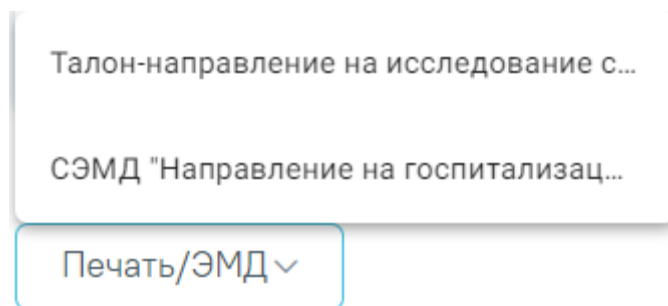 Талон-направление на исследование с...
СЭМД "Направление на госпитализац...
Печать/ЭМД